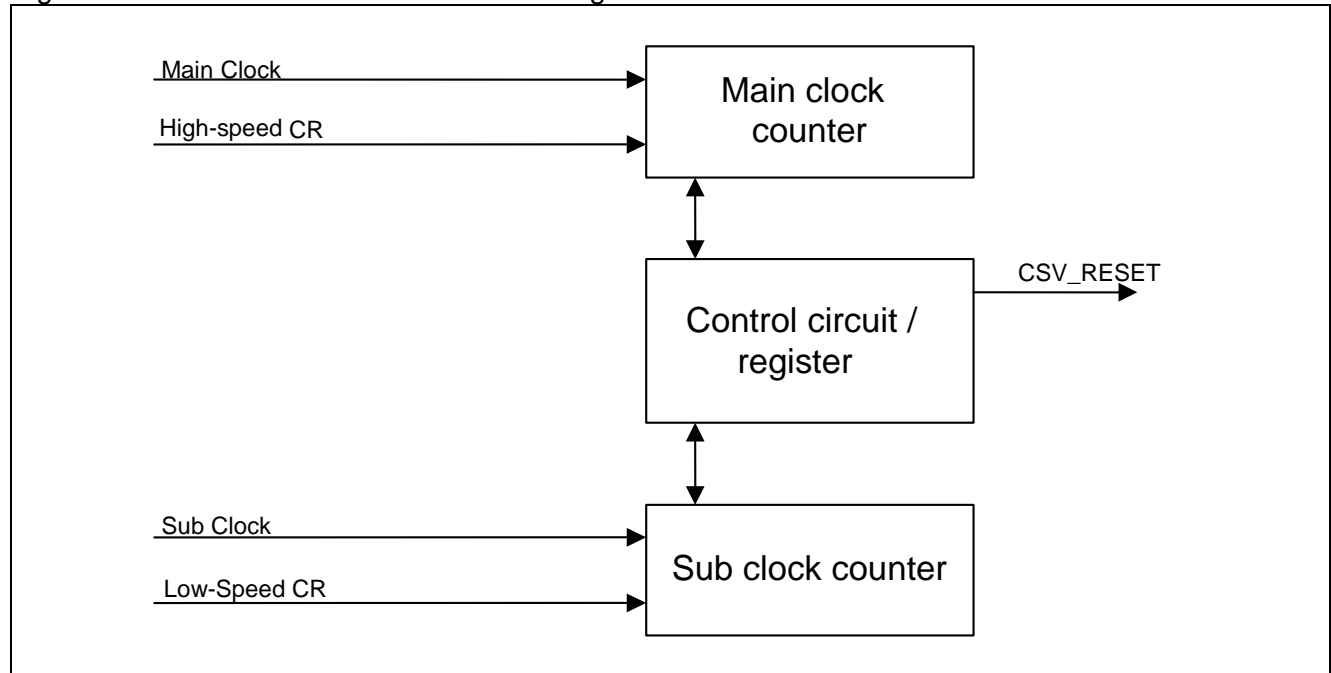 Main Clock
High-speed CR
Main clock
counter
CSV_RESET
Control circuit /
register
Sub Clock
Low-Speed CR
Sub clock counter